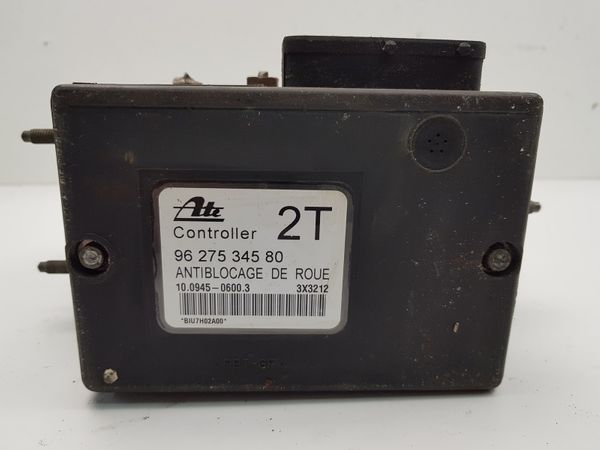 Ate
Controller 2T
96 275 345 80
ANTIBLOCAGE DE ROUE
10.0945-0600.3 3X3212
*BIU7H02A00*